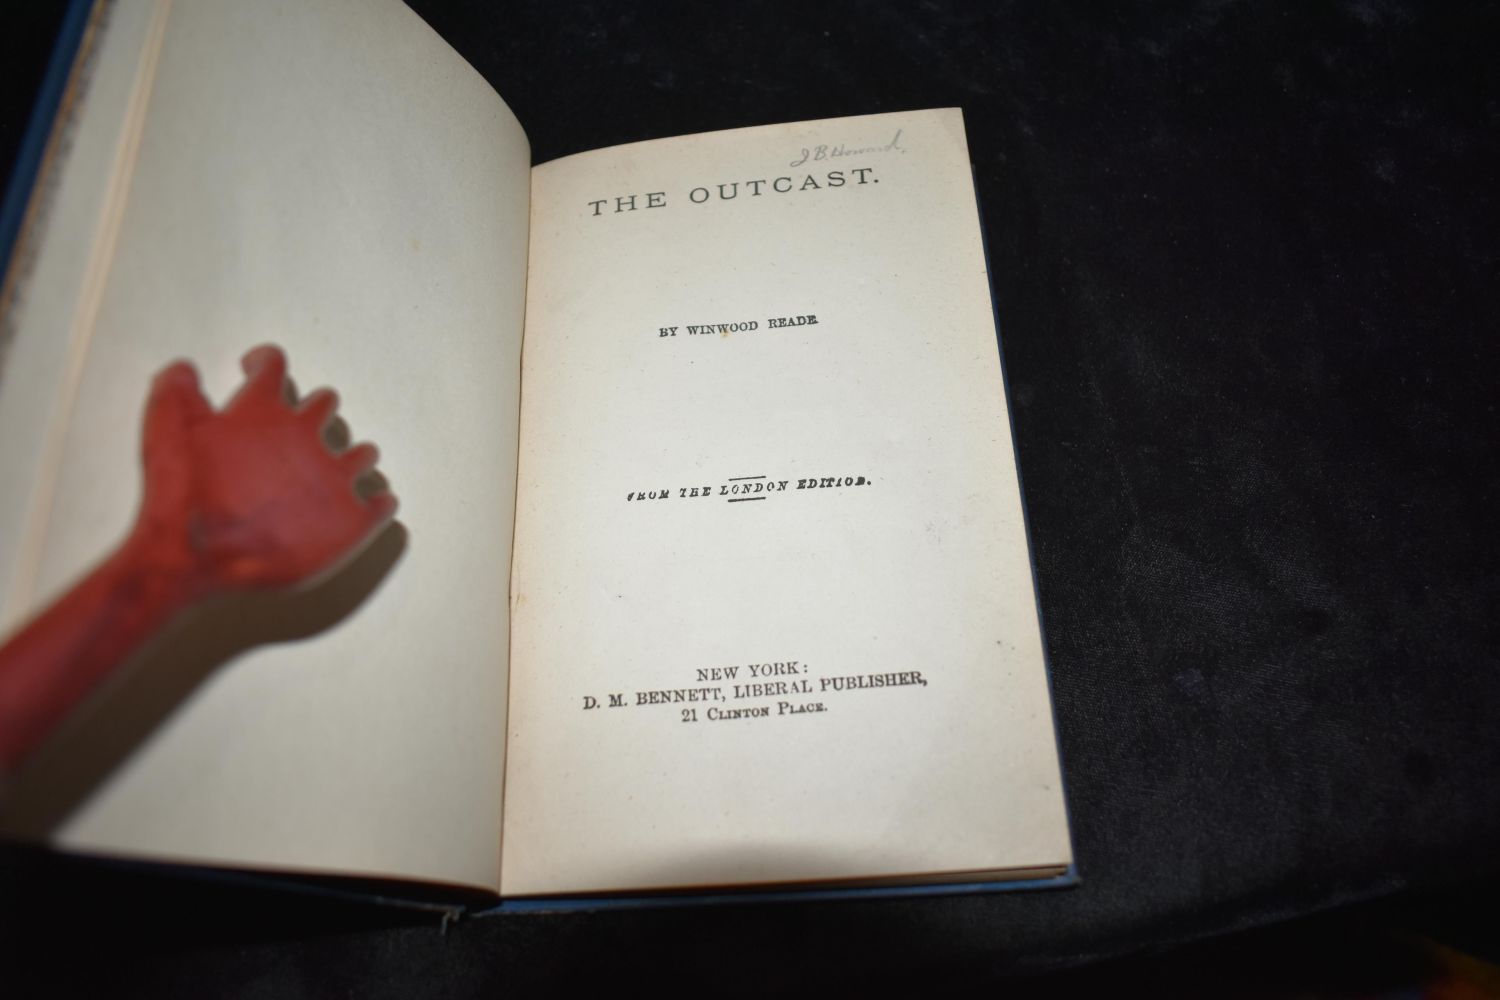 J B. Howard.
THE OUTCAST.
BY WINWOOD READE
FROM THE LONDON EDITION.
NEW YORK:
D. M. BENNETT, LIBERAL PUBLISHER,
21 CLINTON PLACE.